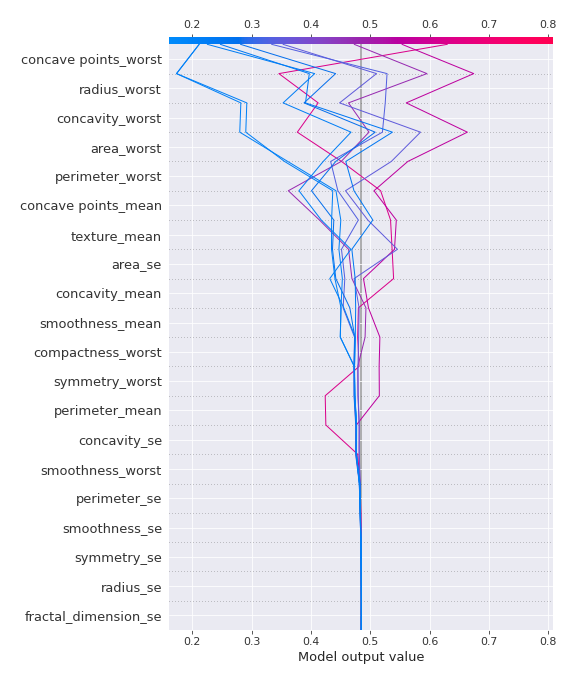 0.2 0.3 0.4 0.5 0.6 0.7 0.8
concave points_worst
radius_worst
concavity_worst
area_worst
perimeter_worst
concave points_mean
texture_mean
area_se
concavity_mean
smoothness_mean
compactness_worst
symmetry_worst
perimeter_mean
concavity_se
smoothness_worst
perimeter_se
smoothness_se
symmetry_se
radius_se
fractal_dimension_se
0.2 0.3 0.4 0.5 0.6 0.7 0.8
Model output value